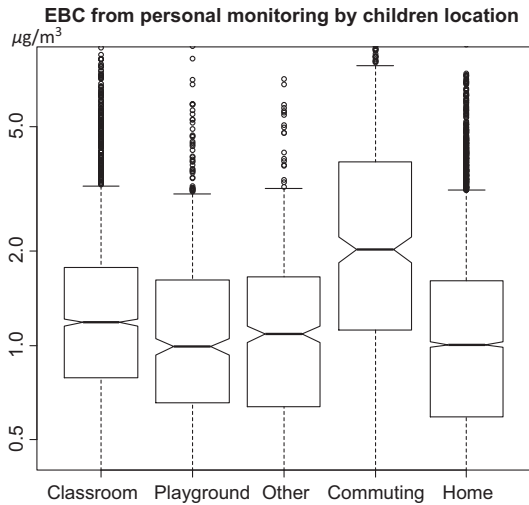 EBC from personal monitoring by children location
μg/m³
5.0
2.0
1.0
0.5
Classroom Playground Other Commuting Home